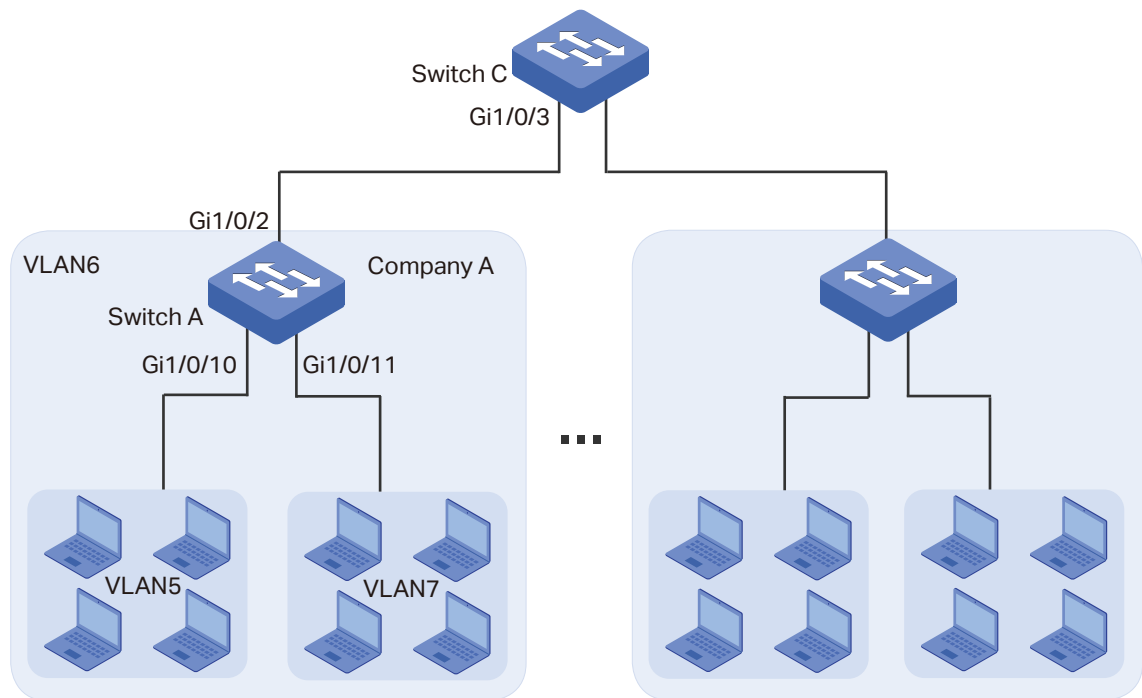 Switch C
Gi1/0/3
Gi1/0/2
VLAN6
Company A
Switch A
Gi1/0/10
Gi1/0/11
VLAN5
VLAN7